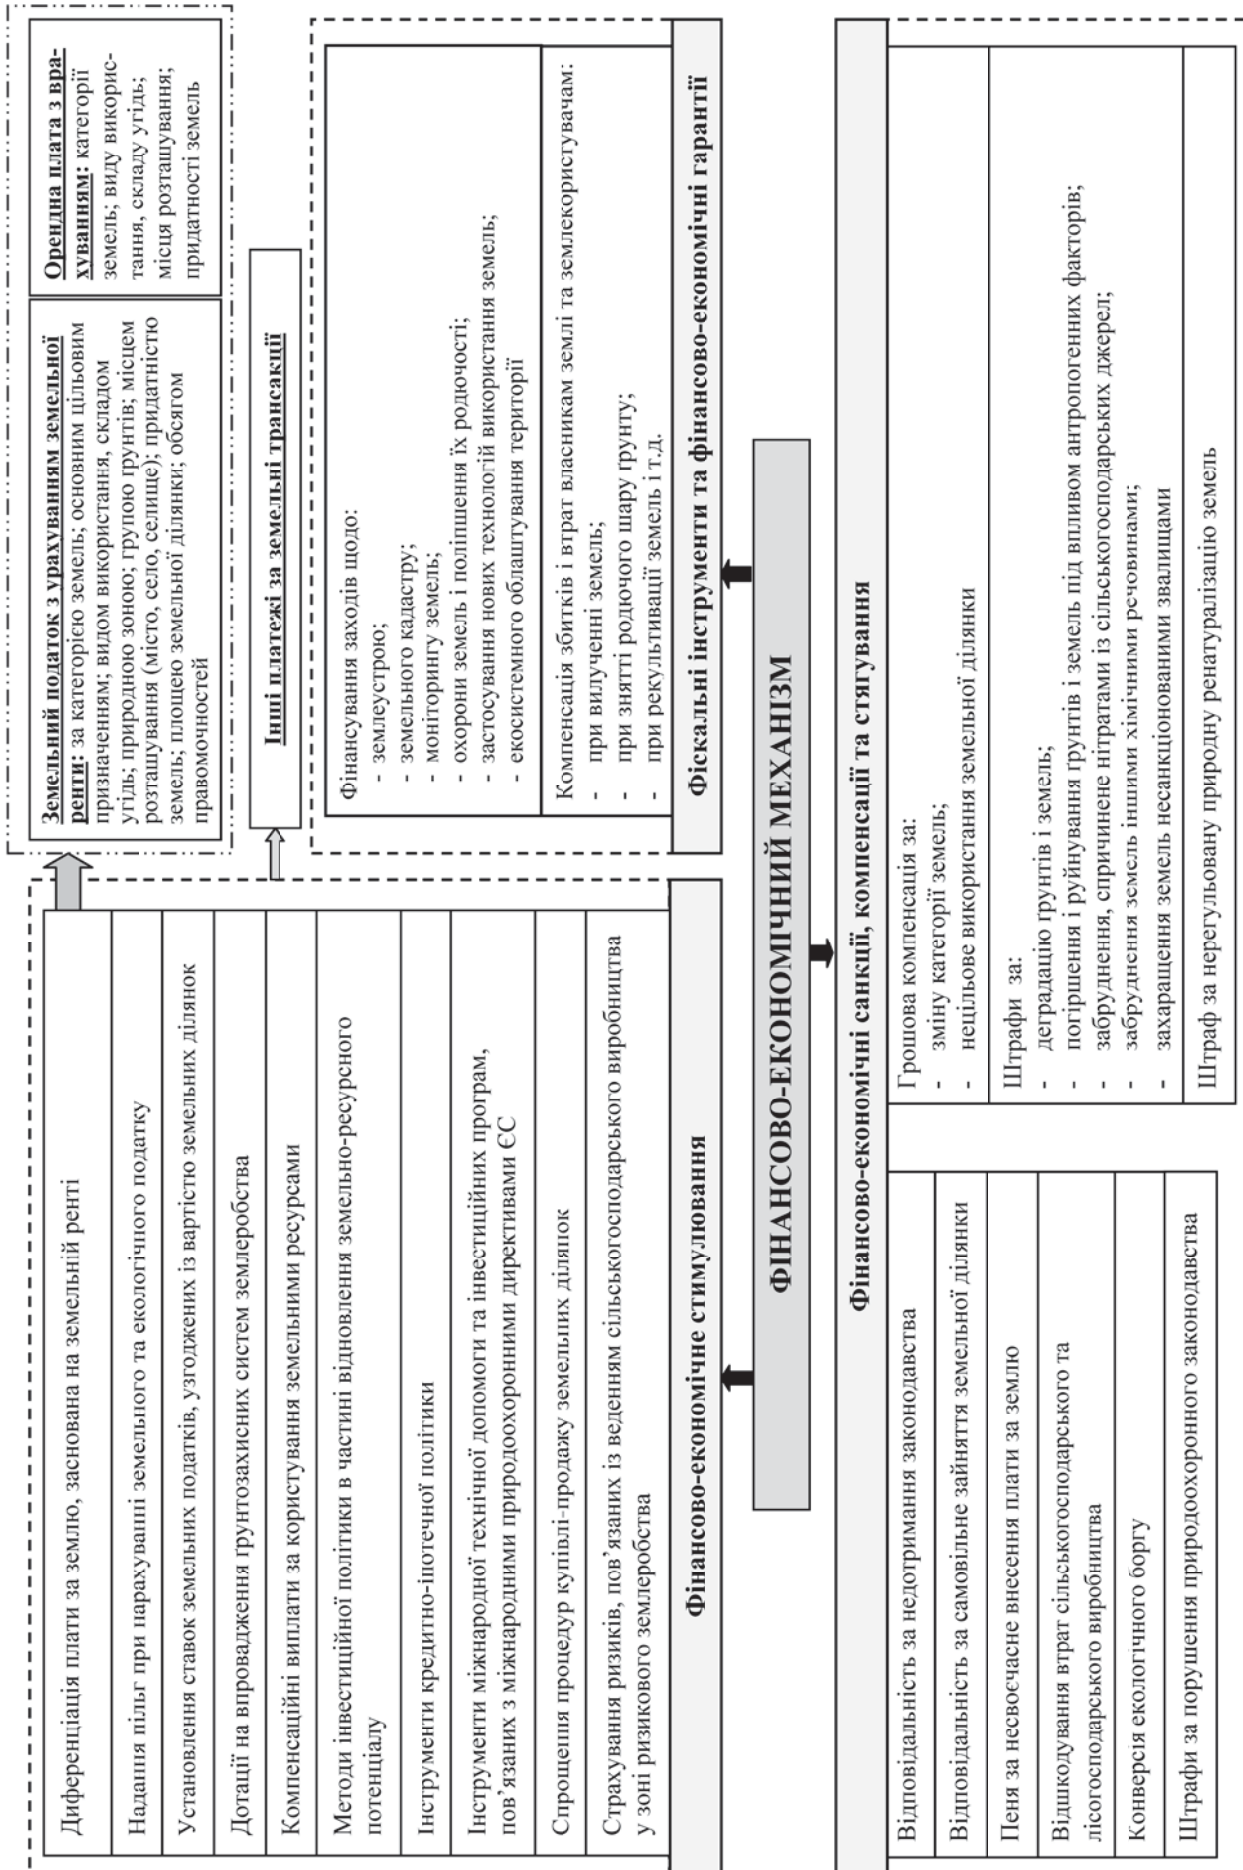 Диференціація плати за землю, заснована на земельній ренті
Надання пільг при нарахуванні земельного та екологічного податку
Установлення ставок земельних податків, узгоджених із вартістю земельних ділянок
Дотації на впровадження ґрунтозахисних систем землеробства
Компенсаційні виплати за користування земельними ресурсами
Методи інвестиційної політики в частині відновлення земельно-ресурсного
потенціалу
Інструменти кредитно-іпотечної політики
Інструменти міжнародної технічної допомоги та інвестиційних програм,
пов’язаних з міжнародними природоохоронними директивами ЄС
Спрощення процедур купівлі-продажу земельних ділянок
Страхування ризиків, пов’язаних із веденням сільськогосподарського виробництва
у зоні ризикового землеробства
Фінансово-економічне стимулювання
Земельний податок з урахуванням земельної
ренти: за категорією земель; основним цільовим
призначенням; видом використання, складом
угідь; природною зоною; групою ґрунтів; місцем
розташування (місто, село, селище); придатністю
земель; площею земельної ділянки; обсягом
правомочностей
Орендна плата з вра-
хуванням: категорії
земель; виду викорис-
тання, складу угідь;
місця розташування;
придатності земель
Інші платежі за земельні трансакції
Фінансування заходів щодо:
- землеустрою;
- земельного кадастру;
- моніторингу земель;
- охорони земель і поліпшення їх родючості;
- застосування нових технологій використання земель;
- екосистемного облаштування території
Компенсація збитків і втрат власникам землі та землекористувачам:
- при вилученні земель;
- при знятті родючого шару ґрунту;
- при рекультивації земель і т.д.
Фіскальні інструменти та фінансово-економічні гарантії
ФІНАНСОВО-ЕКОНОМІЧНИЙ МЕХАНІЗМ
Фінансово-економічні санкції, компенсації та стягування
Відповідальність за недотримання законодавства
Відповідальність за самовільне зайняття земельної ділянки
Пеня за несвоєчасне внесення плати за землю
Відшкодування втрат сільськогосподарського та
лісогосподарського виробництва
Конверсія екологічного боргу
Штрафи за порушення природоохоронного законодавства
Грошова компенсація за:
- зміну категорії земель;
- нецільове використання земельної ділянки
Штрафи за:
- деградацію ґрунтів і земель;
- погіршення і руйнування ґрунтів і земель під впливом антропогенних факторів;
- забруднення, спричинене нітратами із сільськогосподарських джерел;
- забруднення земель іншими хімічними речовинами;
- захаращення земель несанкціонованими звалищами
Штраф за нерегульовану природну ренатуралізацію земель